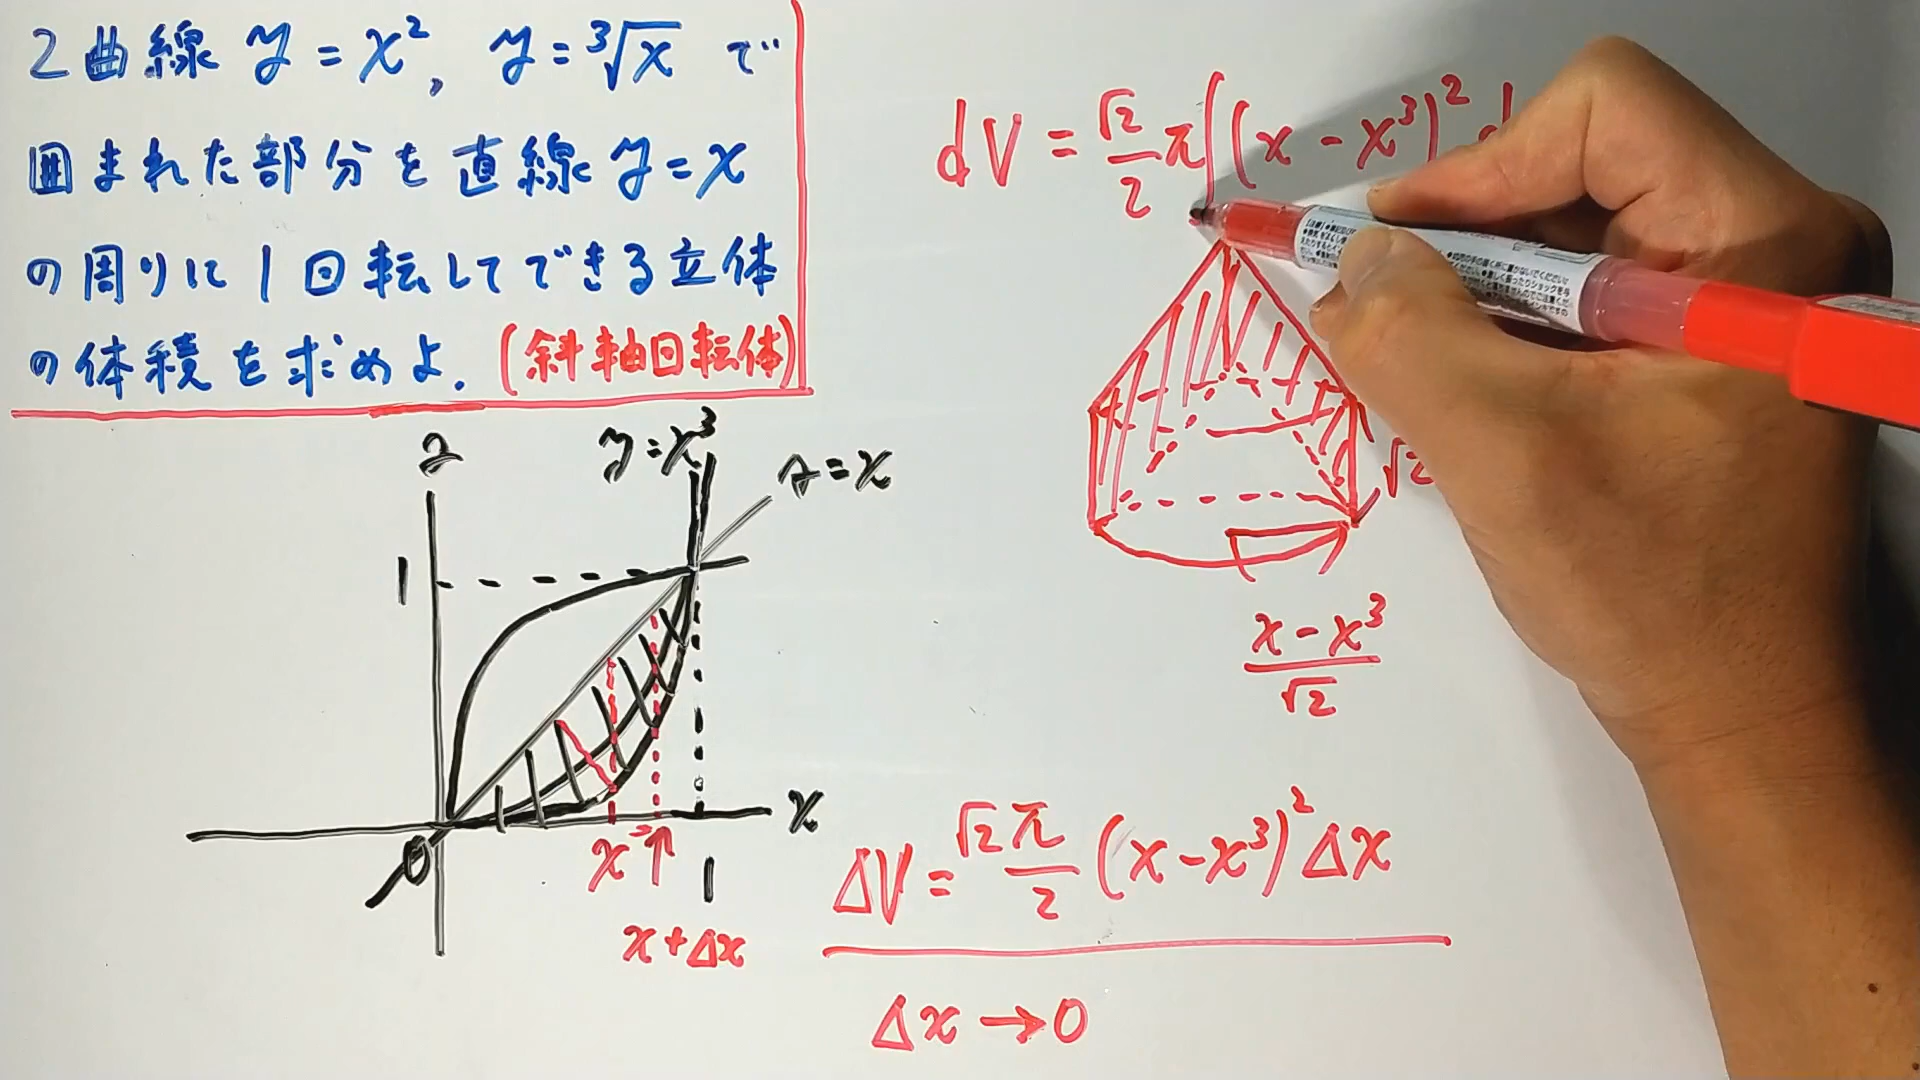 2曲線 y = x², y = ³√x で
囲まれた部分を直線 y = x
の周りに1回転してできる立体
の体積を求めよ. (斜軸回転体)
dV = √2/2 π∫(x - x³)² d
√2
(x - x³)/√2
y = x³
y = x
y
1
0
x
x
1
x + Δx
ΔV = √2 π/2 (x - x³)² Δx
Δx → 0